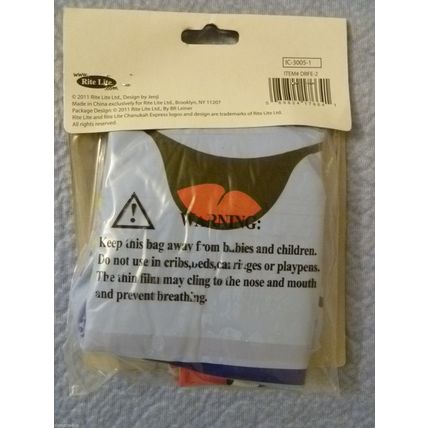 IC-3005-1
ITEM# DRFE-2
www.
Rite Lite
.com
© 2011 Rite Lite Ltd., Design by Jenji
Made in China exclusively for Rite Lite Ltd., Brooklyn, NY 11207
Package Design: © 2011 Rite Lite Ltd., By BR Leiner
Rite Lite and Rite Lite Chanukah Express logos and design are trademarks of Rite Lite Ltd.
All rights reserved.
WARNING:
Keep this bag away from babies and children.
Do not use in cribs,beds,carriages or playpens.
The thin film may cling to the nose and mouth
and prevent breathing.